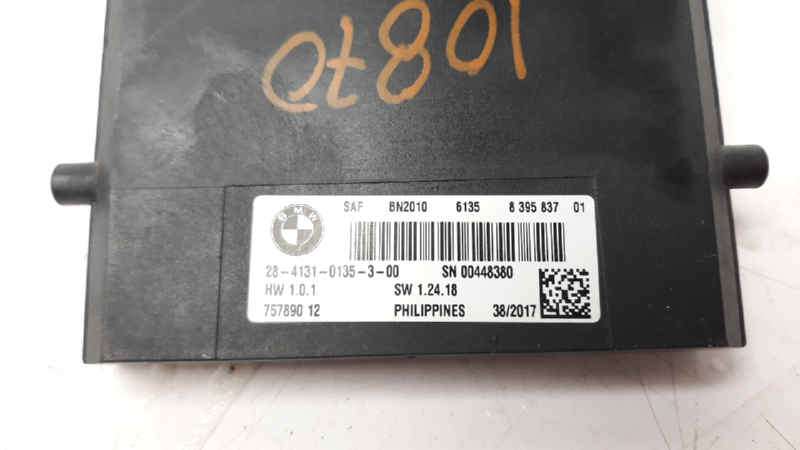 10870
BMW
SAF BN2010 6135 8 395 837 01
28-4131-0135-3-00 SN 00448380
HW 1.0.1 SW 1.24.18
757890 12 PHILIPPINES 38/2017